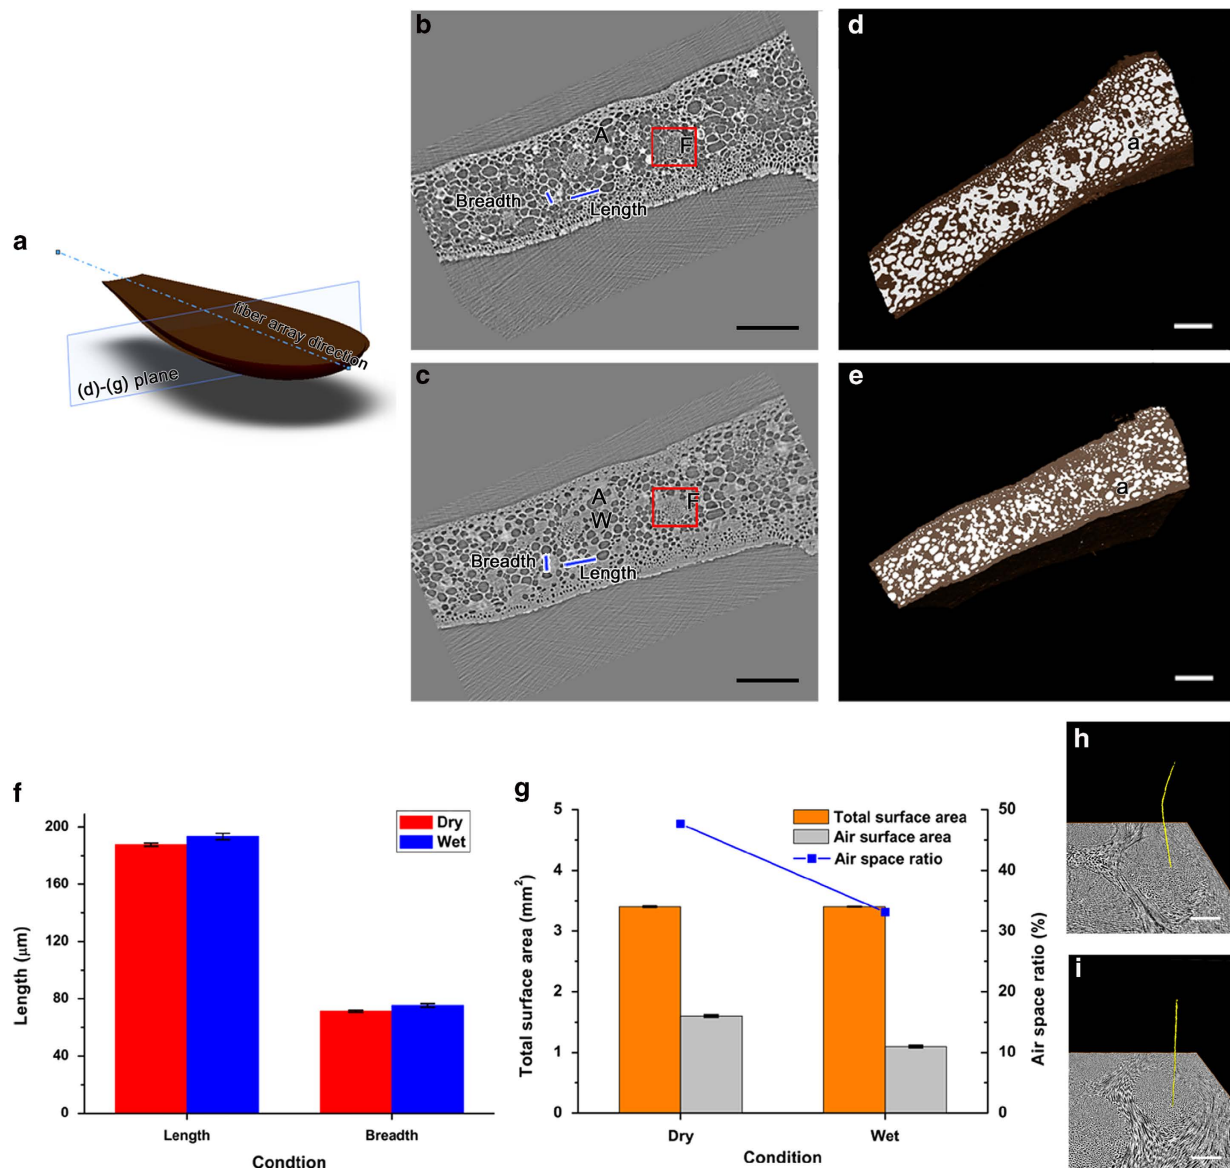 a
fiber array direction
(d)-(g) plane
b
A
F
Breadth
Length
c
A
F
W
Breadth
Length
d
a
e
a
f
Dry
Wet
200
160
120
80
40
0
Length (μm)
Length
Breadth
Condtion
g
Total surface area
Air surface area
Air space ratio
5
4
3
2
1
0
Total surface area (mm²)
50
40
30
20
10
0
Air space ratio (%)
Dry
Wet
Condition
h
i